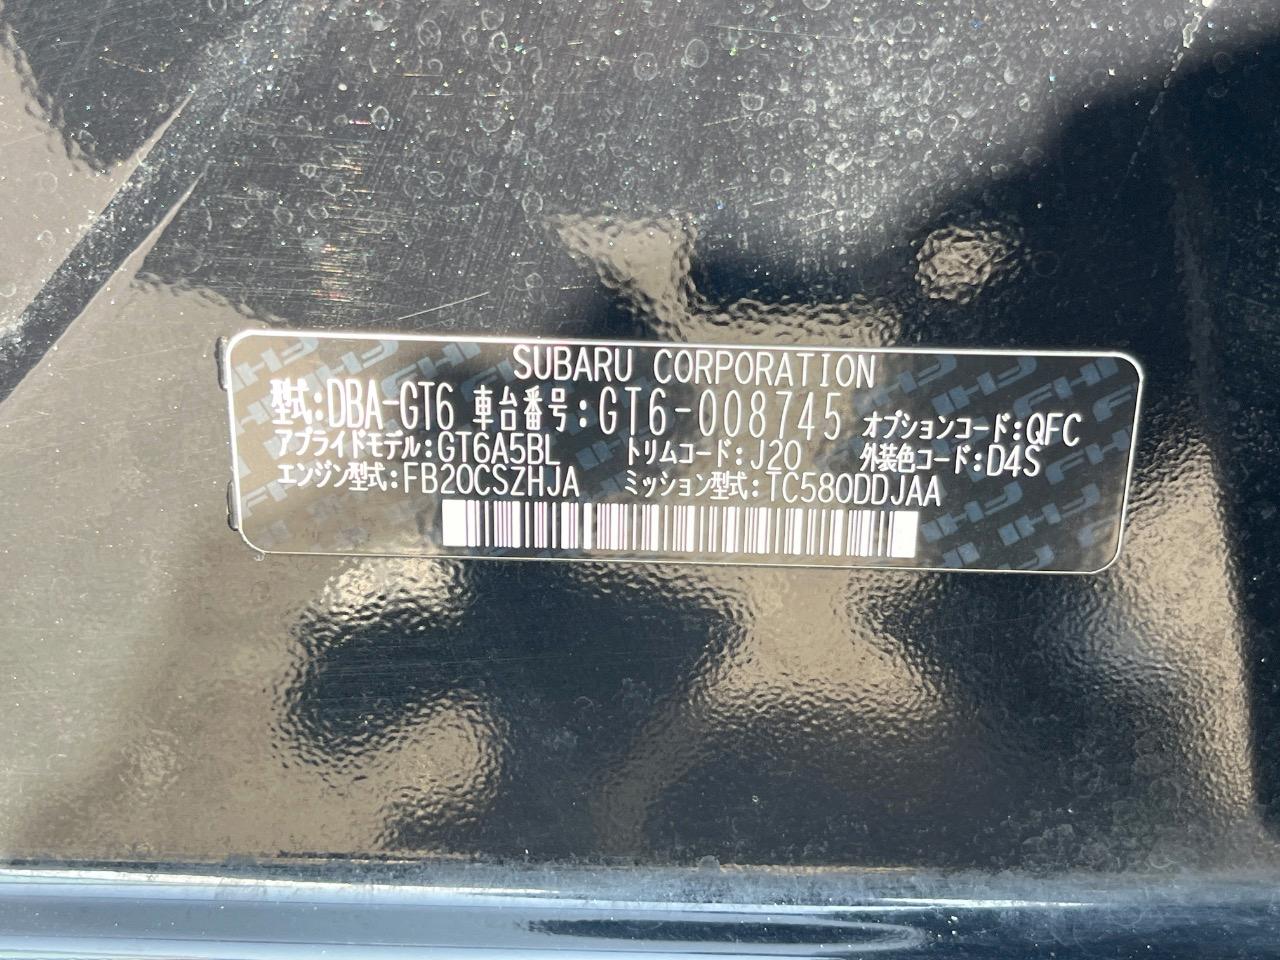 SUBARU CORPORATION
型式:DBA-GT6 車台番号:GT6-008745 オプションコード:QFC
アプライドモデル:GT6A5BL トリムコード:J20 外装色コード:D4S
エンジン型式:FB20CSZHJA ミッション型式:TC580DDJAA